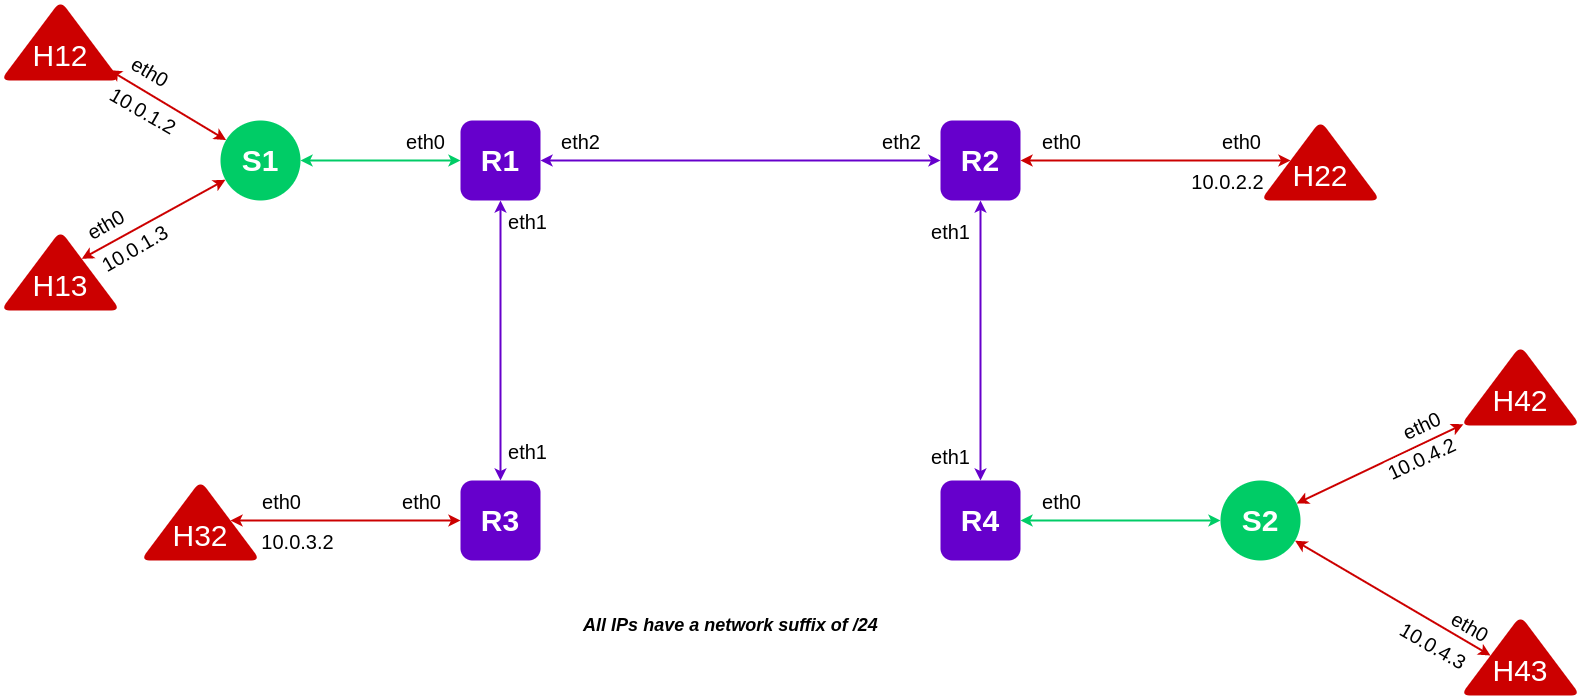 H12
eth0
10.0.1.2
S1
eth0
R1
eth2
eth2
R2
eth0
eth0
10.0.2.2
H22
eth0
10.0.1.3
H13
eth1
eth1
H42
eth0
10.0.4.2
eth1
eth1
H32
eth0
10.0.3.2
eth0
R3
R4
eth0
S2
eth0
10.0.4.3
H43
All IPs have a network suffix of /24